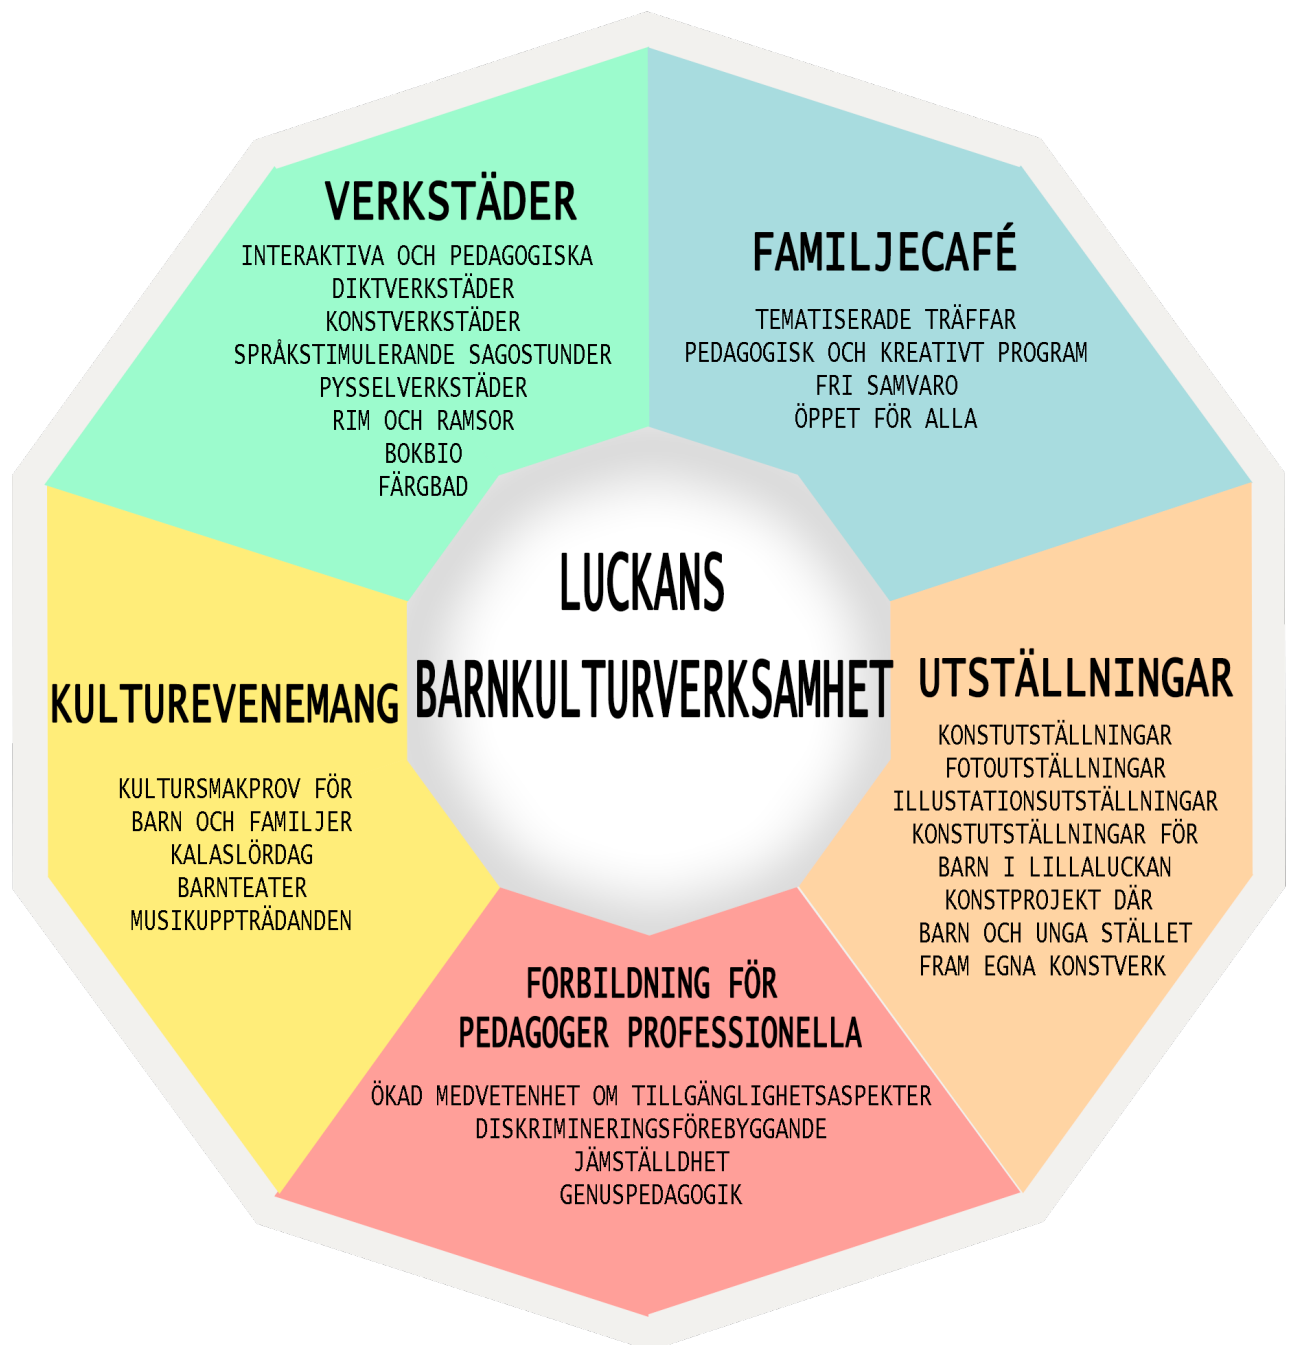 VERKSTÄDER
INTERAKTIVA OCH PEDAGOGISKA
DIKTVERKSTÄDER
KONSTVERKSTÄDER
SPRÅKSTIMULERANDE SAGOSTUNDER
PYSSELVERKSTÄDER
RIM OCH RAMSOR
BOKBIO
FÄRGBAD
FAMILJECAFÉ
TEMATISERADE TRÄFFAR
PEDAGOGISK OCH KREATIVT PROGRAM
FRI SAMVARO
ÖPPET FÖR ALLA
LUCKANS
BARNKULTURVERKSAMHET
KULTUREVENEMANG
KULTURSMAKPROV FÖR
BARN OCH FAMILJER
KALASLÖRDAG
BARNTEATER
MUSIKUPPTRÄDANDEN
UTSTÄLLNINGAR
KONSTUTSTÄLLNINGAR
FOTOUTSTÄLLNINGAR
ILLUSTATIONSUTSTÄLLNINGAR
KONSTUTSTÄLLNINGAR FÖR
BARN I LILLALUCKAN
KONSTPROJEKT DÄR
BARN OCH UNGA STÄLLET
FRAM EGNA KONSTVERK
FORBILDNING FÖR
PEDAGOGER PROFESSIONELLA
ÖKAD MEDVETENHET OM TILLGÄNGLIGHETSASPEKTER
DISKRIMINERINGSFÖREBYGGANDE
JÄMSTÄLLDHET
GENUSPEDAGOGIK